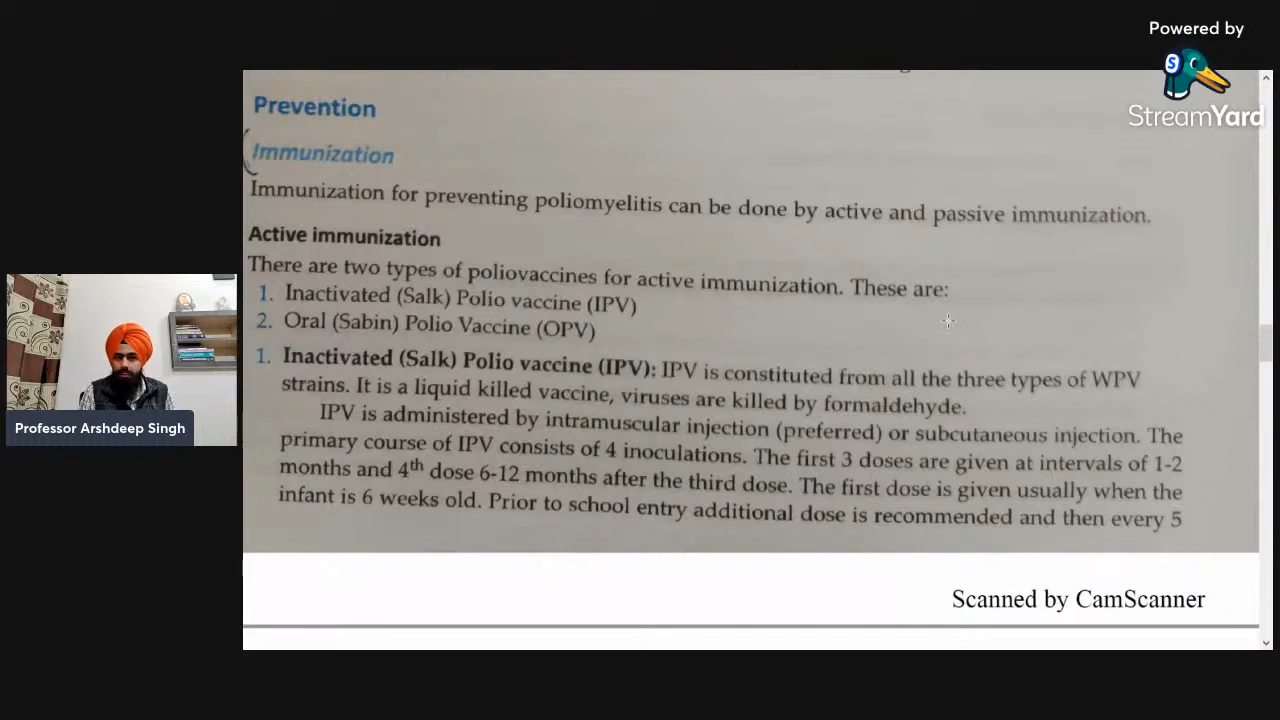 Powered by
StreamYard
Prevention
Immunization
Immunization for preventing poliomyelitis can be done by active and passive immunization.
Active immunization
There are two types of poliovaccines for active immunization. These are:
1. Inactivated (Salk) Polio vaccine (IPV)
2. Oral (Sabin) Polio Vaccine (OPV)
1. Inactivated (Salk) Polio vaccine (IPV): IPV is constituted from all the three types of WPV
strains. It is a liquid killed vaccine, viruses are killed by formaldehyde.
IPV is administered by intramuscular injection (preferred) or subcutaneous injection. The
primary course of IPV consists of 4 inoculations. The first 3 doses are given at intervals of 1-2
months and 4th dose 6-12 months after the third dose. The first dose is given usually when the
infant is 6 weeks old. Prior to school entry additional dose is recommended and then every 5
Scanned by CamScanner
Professor Arshdeep Singh